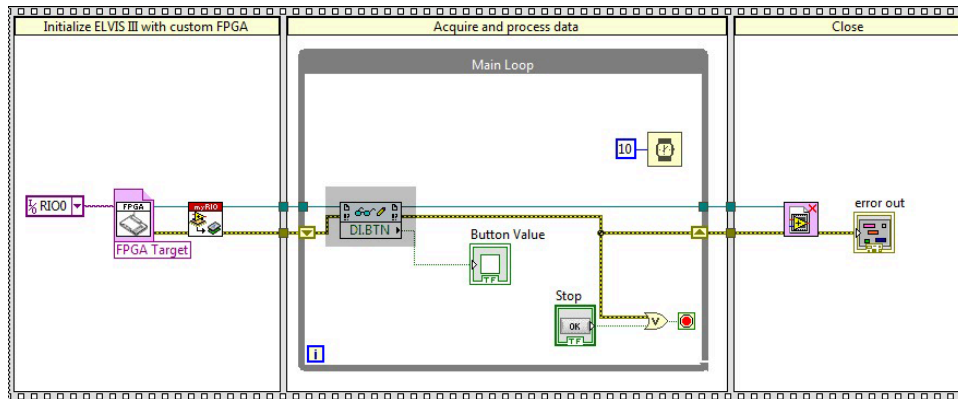 Initialize ELVIS III with custom FPGA
Acquire and process data
Close
Main Loop
10
RIO0
FPGA
myRIO
FPGA Target
DI.BTN
Button Value
TF
Stop
OK
TF
V
i
error out